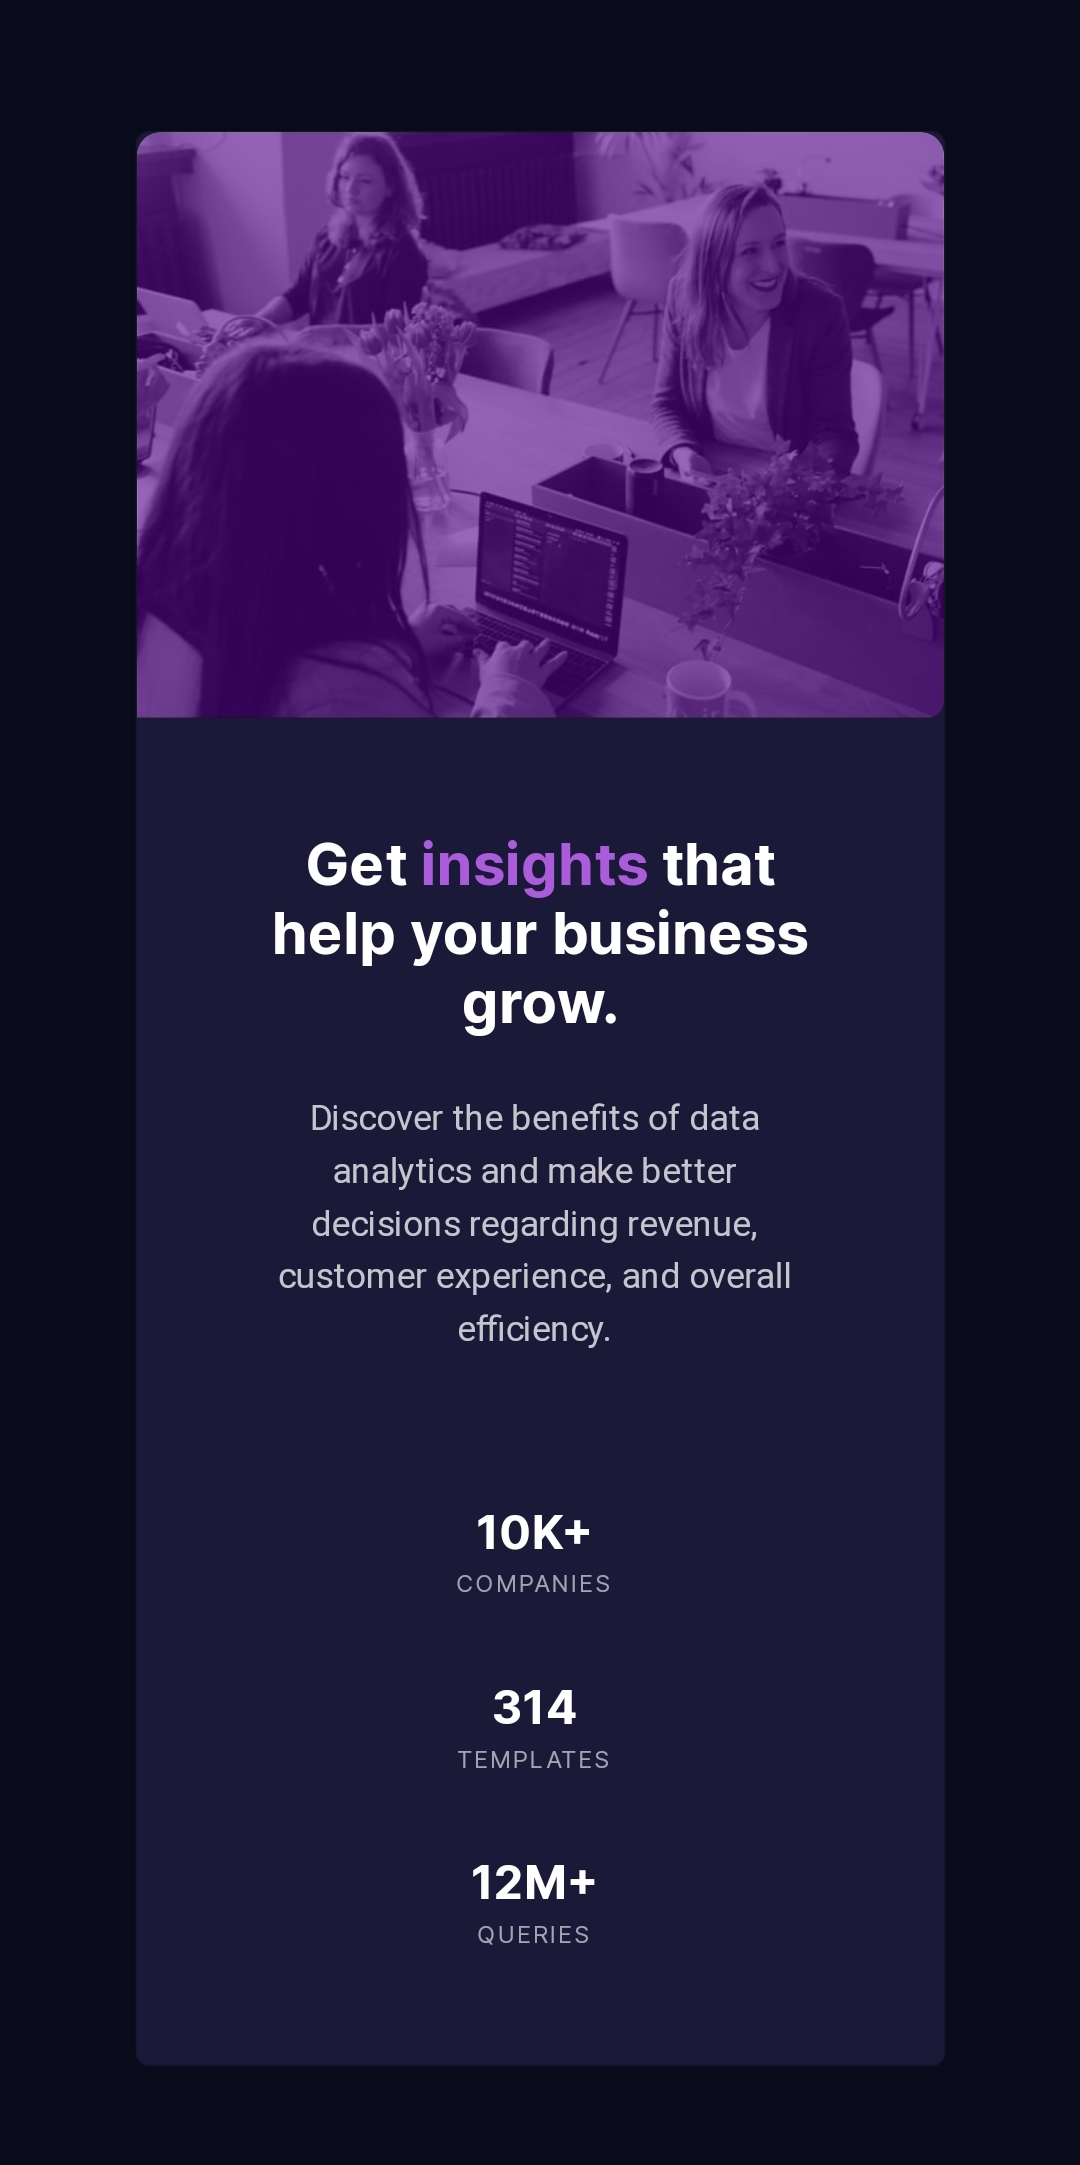 Get insights that
help your business
grow.
Discover the benefits of data
analytics and make better
decisions regarding revenue,
customer experience, and overall
efficiency.
10K+
COMPANIES
314
TEMPLATES
12M+
QUERIES